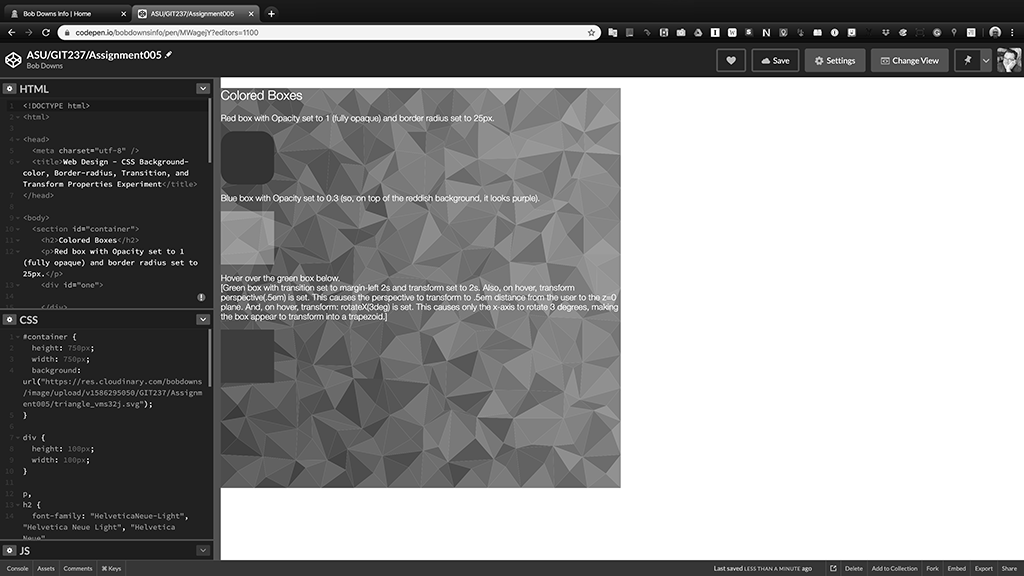 Bob Downs Info | Home
ASU/GIT237/Assignment005
codepen.io/bobdownsinfo/pen/MWagejY?editors=1100
ASU/GIT237/Assignment005
Bob Downs
Save
Settings
Change View
HTML
1 <!DOCTYPE html>
2 <html>
3
4 <head>
5 <meta charset="utf-8" />
6 <title>Web Design - CSS Background-
color, Border-radius, Transition, and
Transform Properties Experiment</title>
7 </head>
8
9 <body>
10 <section id="container">
11 <h2>Colored Boxes</h2>
12 <p>Red box with Opacity set to 1
(fully opaque) and border radius set to
25px.</p>
13 <div id="one">
14
</div>
CSS
1 #container {
2 height: 750px;
3 width: 750px;
4 background:
url("https://res.cloudinary.com/bobdowns
/image/upload/v1586295050/GIT237/Assignm
ent005/triangle_vms32j.svg");
5 }
6
7 div {
8 height: 100px;
9 width: 100px;
10 }
11
12 p,
13 h2 {
14 font-family: "HelveticaNeue-Light",
"Helvetica Neue Light", "Helvetica
Neue"
JS
Colored Boxes
Red box with Opacity set to 1 (fully opaque) and border radius set to 25px.
Blue box with Opacity set to 0.3 (so, on top of the reddish background, it looks purple).
Hover over the green box below.
[Green box with transition set to margin-left 2s and transform set to 2s. Also, on hover, transform
perspective(.5em) is set. This causes the perspective to transform to .5em distance from the user to the z=0
plane. And, on hover, transform: rotateX(3deg) is set. This causes only the x-axis to rotate 3 degrees, making
the box appear to transform into a trapezoid.]
Console
Assets
Comments
⌘ Keys
Last saved LESS THAN A MINUTE ago
Delete
Add to Collection
Fork
Embed
Export
Share